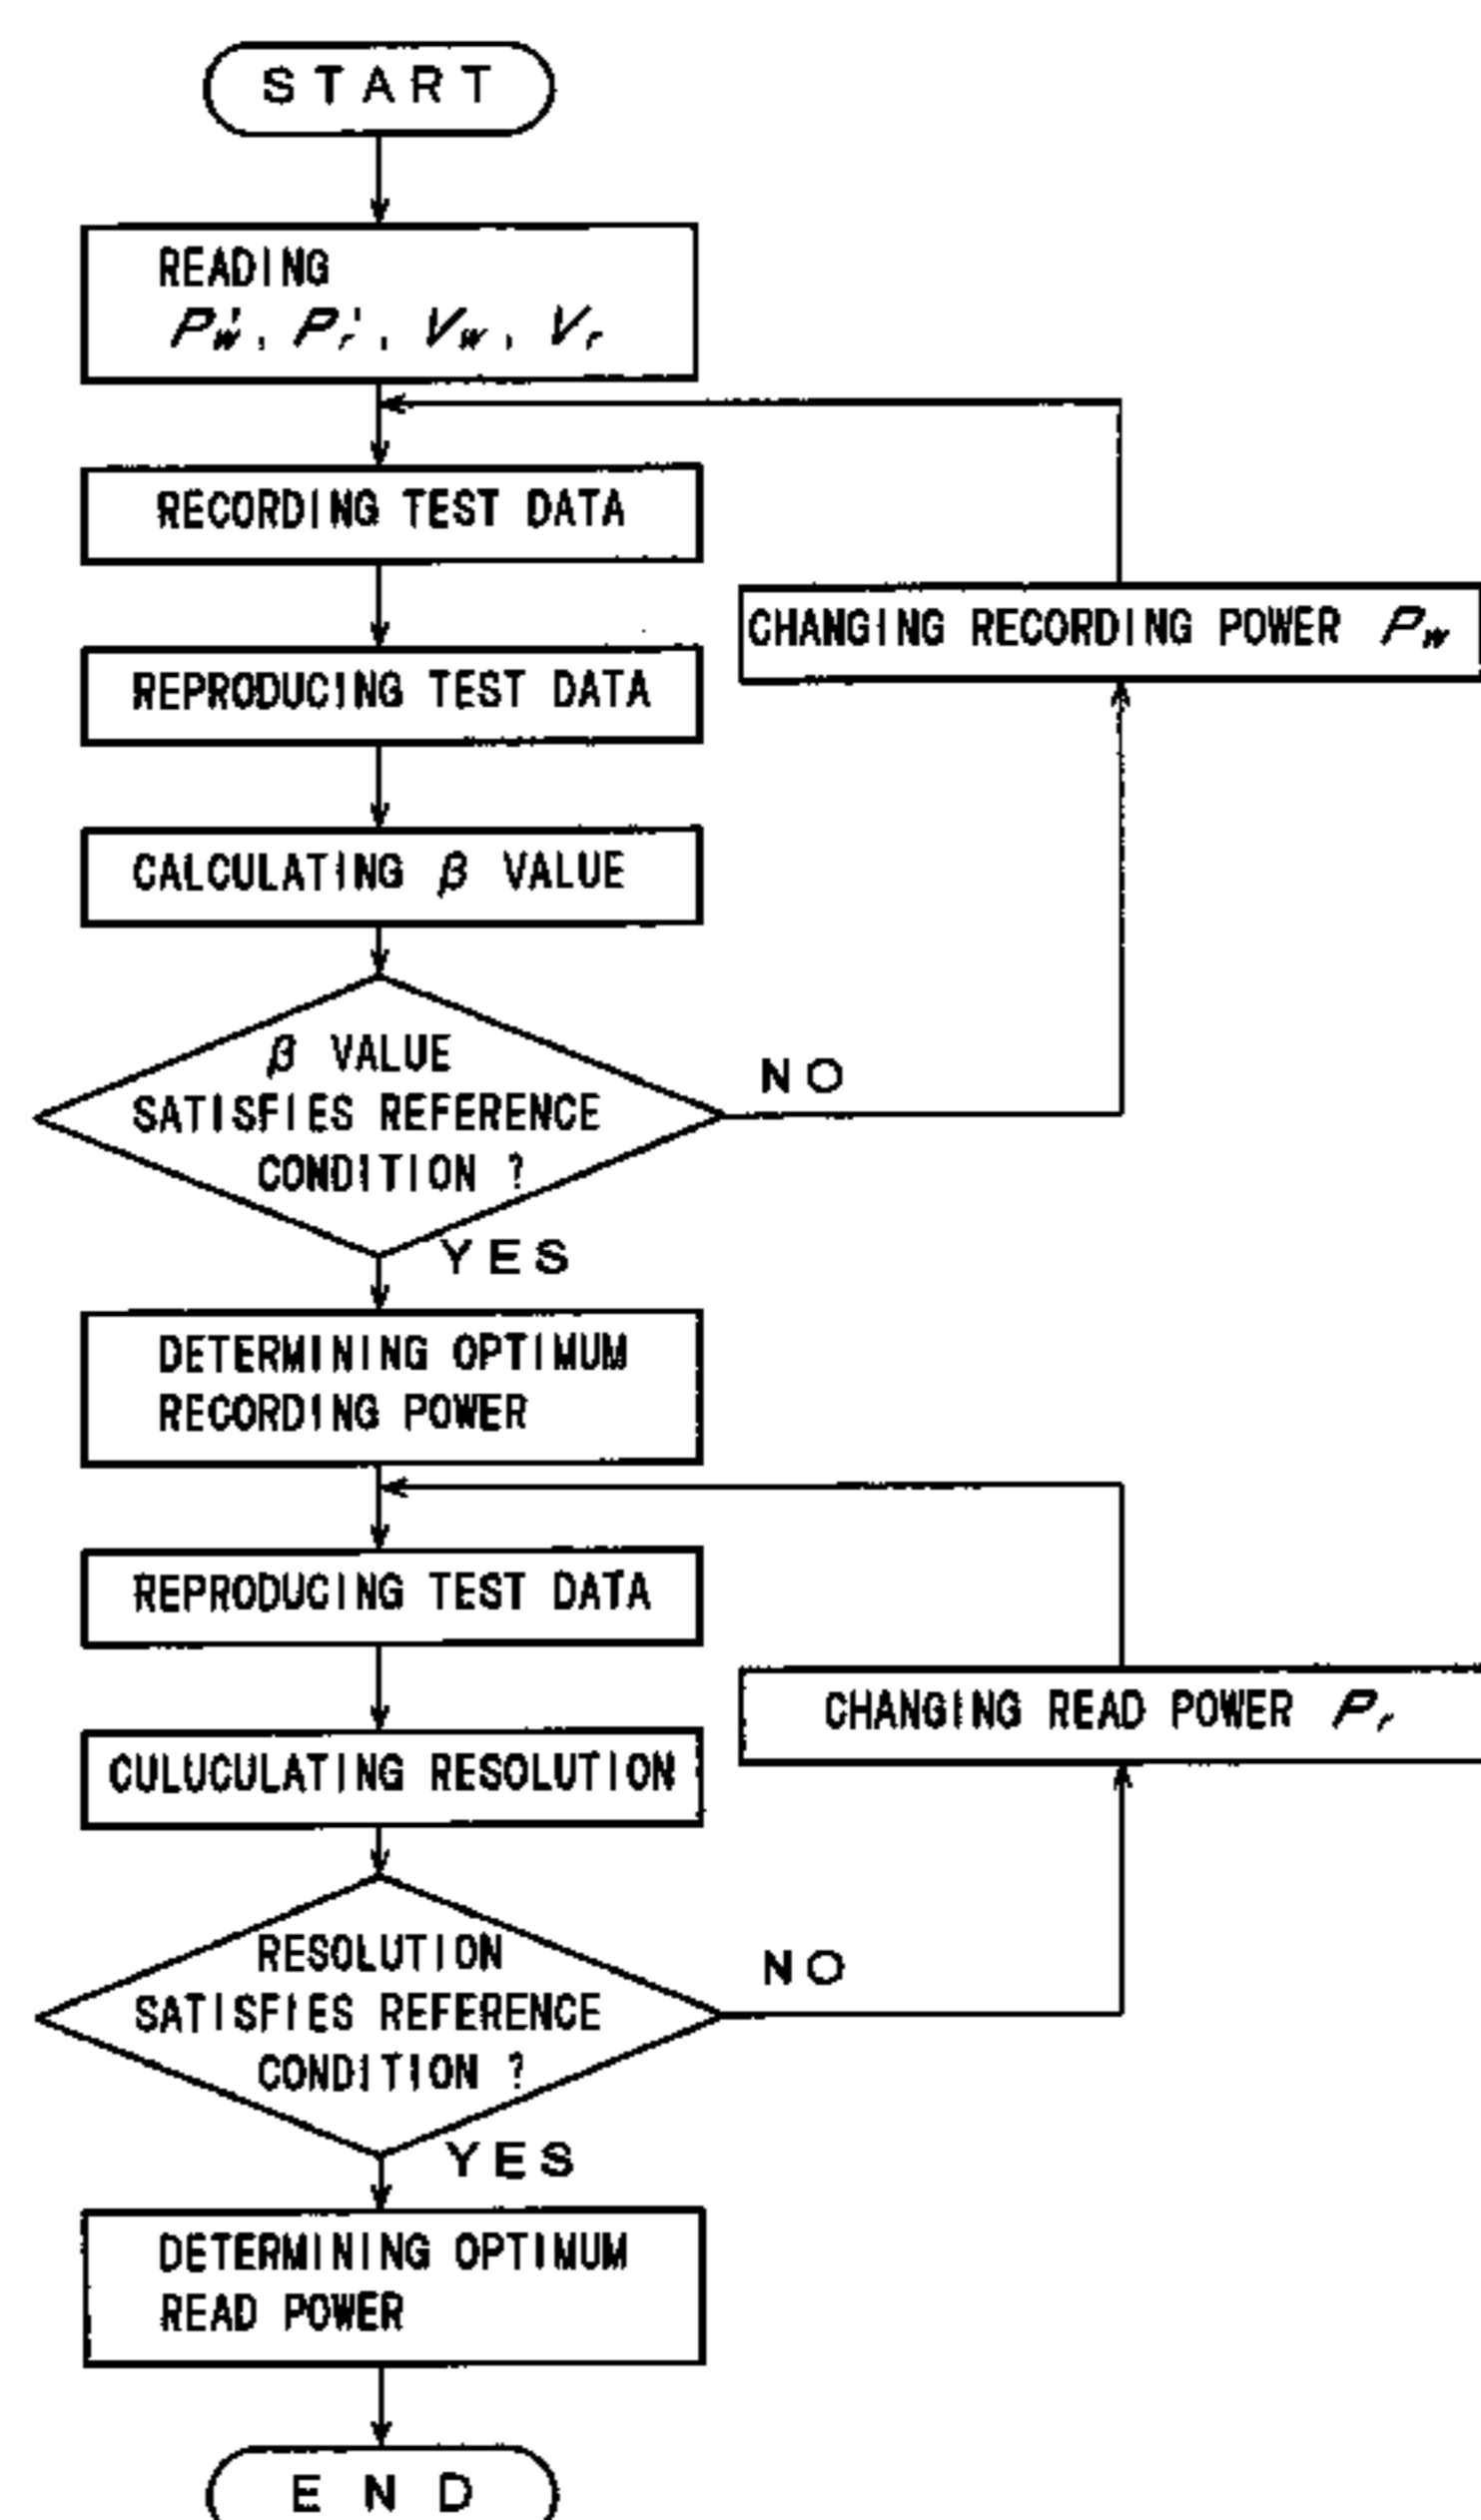 START
READING
Pw', Pr', Vw, Vr
RECORDING TEST DATA
REPRODUCING TEST DATA
CHANGING RECORDING POWER Pw
CALCULATING β VALUE
β VALUE
SATISFIES REFERENCE
CONDITION ?
NO
YES
DETERMINING OPTIMUM
RECORDING POWER
REPRODUCING TEST DATA
CHANGING READ POWER Pr
CULUCULATING RESOLUTION
RESOLUTION
SATISFIES REFERENCE
CONDITION ?
NO
YES
DETERMINING OPTIMUM
READ POWER
END